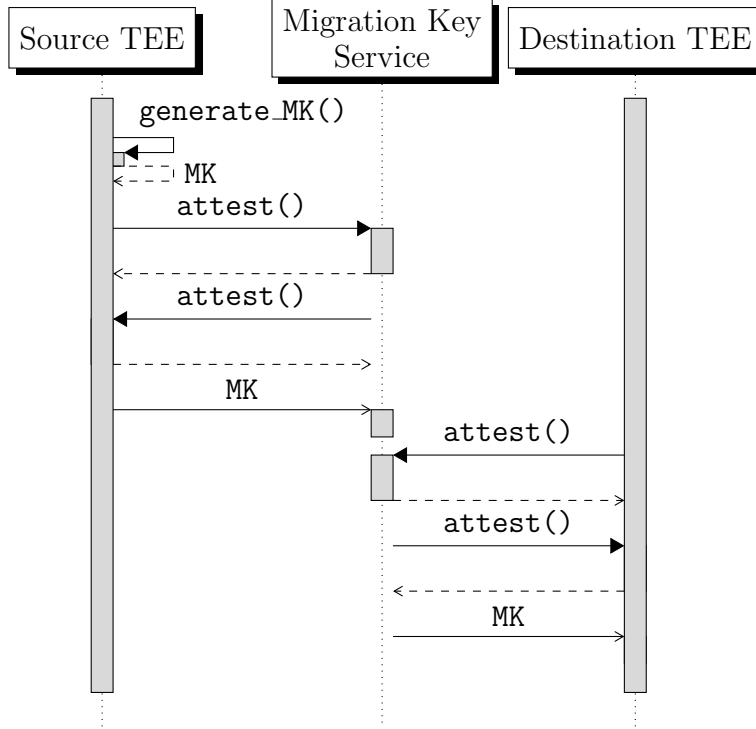 Source TEE
Migration Key
Service
Destination TEE
generate_MK()
MK
attest()
attest()
MK
attest()
attest()
MK